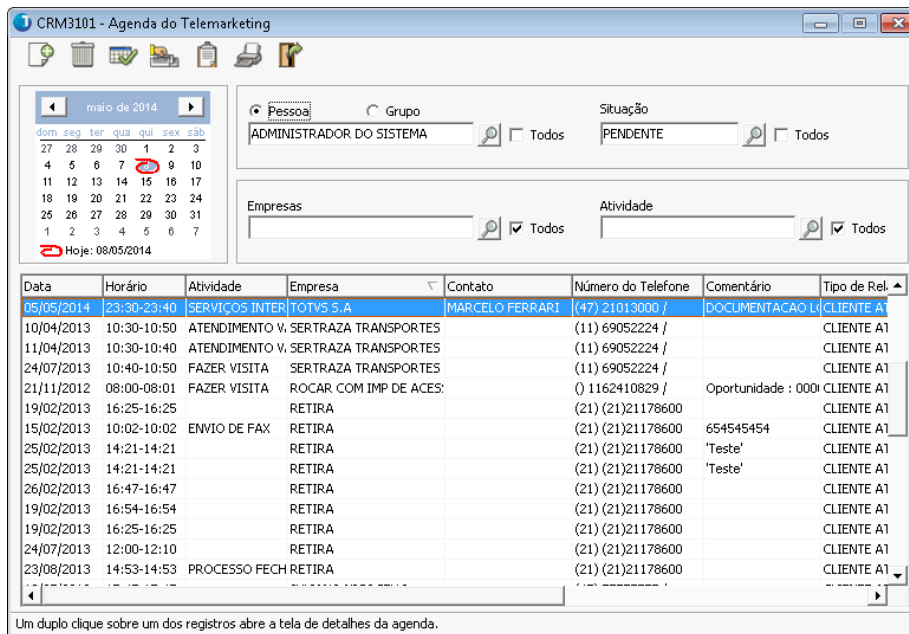 CRM3101 - Agenda do Telemarketing
maio de 2014
dom seg ter qua qui sex sáb
27 28 29 30 1 2 3
4 5 6 7 8 9 10
11 12 13 14 15 16 17
18 19 20 21 22 23 24
25 26 27 28 29 30 31
1 2 3 4 5 6 7
Hoje: 08/05/2014
Pessoa Grupo Situação
ADMINISTRADOR DO SISTEMA Todos PENDENTE Todos
Empresas Atividade
Todos Todos
Data Horário Atividade Empresa Contato Número do Telefone Comentário Tipo de Rel
05/05/2014 23:30-23:40 SERVIÇOS INTER TOTVS S.A MARCELO FERRARI (47) 21013000 / DOCUMENTACAO LO CLIENTE AT
10/04/2013 10:30-10:50 ATENDIMENTO V. SERTRAZA TRANSPORTES (11) 69052224 / CLIENTE AT
11/04/2013 10:30-10:40 ATENDIMENTO V. SERTRAZA TRANSPORTES (11) 69052224 / CLIENTE AT
24/07/2013 10:40-10:50 FAZER VISITA SERTRAZA TRANSPORTES (11) 69052224 / CLIENTE AT
21/11/2012 08:00-08:01 FAZER VISITA ROCAR COM IMP DE ACES: () 1162410829 / Oportunidade : 000 CLIENTE AT
19/02/2013 16:25-16:25 RETIRA (21) (21)21178600 CLIENTE AT
15/02/2013 10:02-10:02 ENVIO DE FAX RETIRA (21) (21)21178600 654545454 CLIENTE AT
25/02/2013 14:21-14:21 RETIRA (21) (21)21178600 'Teste' CLIENTE AT
25/02/2013 14:21-14:21 RETIRA (21) (21)21178600 'Teste' CLIENTE AT
26/02/2013 16:47-16:47 RETIRA (21) (21)21178600 CLIENTE AT
19/02/2013 16:54-16:54 RETIRA (21) (21)21178600 CLIENTE AT
19/02/2013 16:25-16:25 RETIRA (21) (21)21178600 CLIENTE AT
24/07/2013 12:00-12:10 RETIRA (21) (21)21178600 CLIENTE AT
23/08/2013 14:53-14:53 PROCESSO FECH RETIRA (21) (21)21178600 CLIENTE AT
Um duplo clique sobre um dos registros abre a tela de detalhes da agenda.